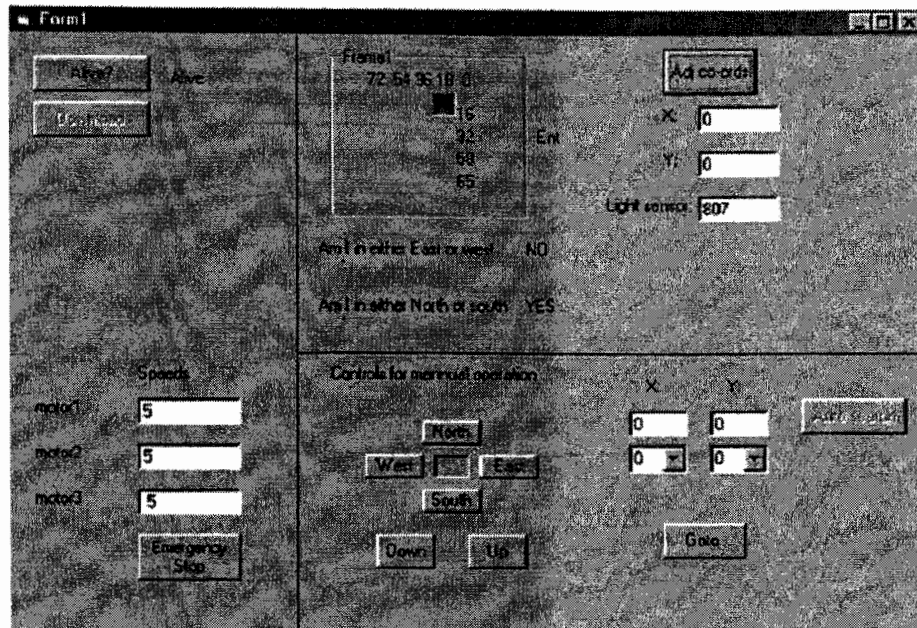 Form1
Alive?
Alive
Download
Frame1
72 54 36 18 0
16
32
Ent
65
Adj co-ords
X: 0
Y: 0
Light sensor: 807
Am I in either East or west NO
Am I in either North or south YES
Speeds
motor1 5
motor2 5
motor3 5
Emergency
Stop
Controls for mannual operation
North
West
East
South
Down
Up
X Y
0 0
0 0
Goto